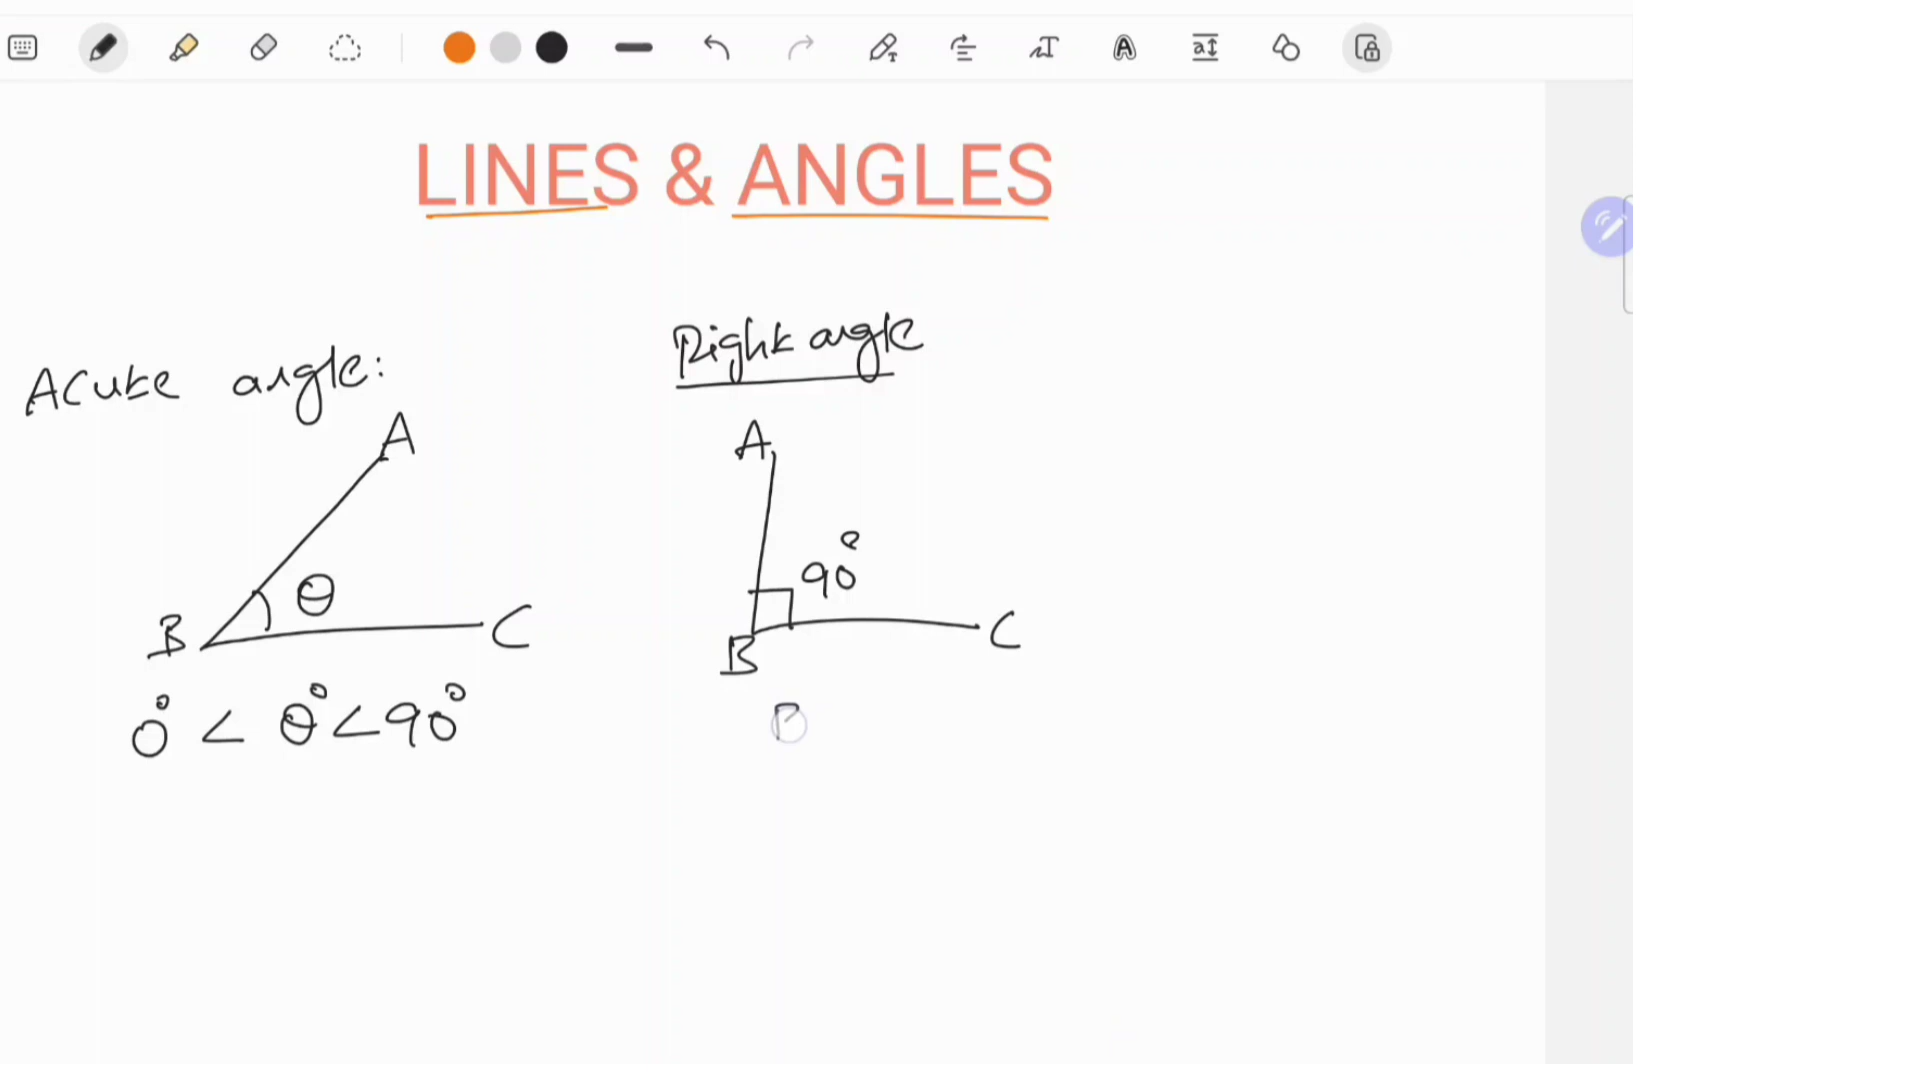 LINES & ANGLES
Acute angle:
A
θ
B
C
0° < θ° < 90°
Right angle
A
90°
B
C